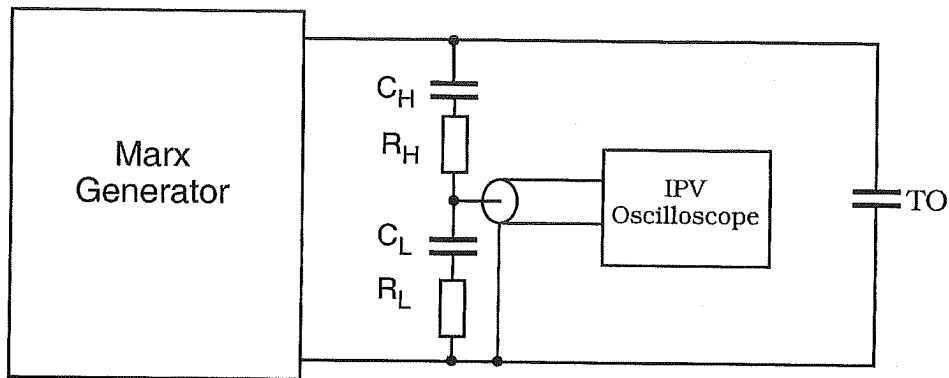 Marx
Generator
C_H
R_H
C_L
R_L
IPV
Oscilloscope
TO